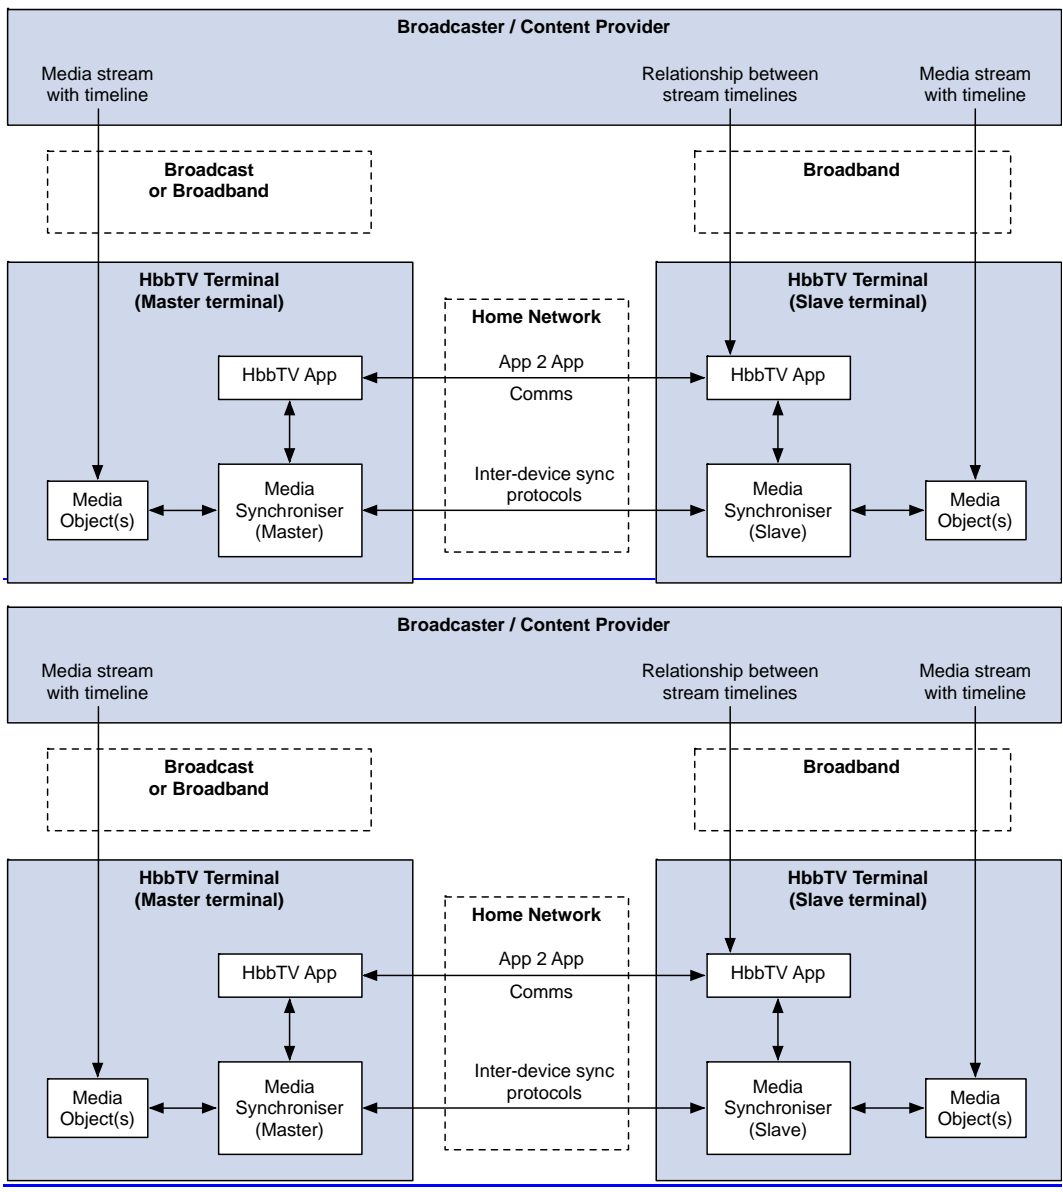 Broadcaster / Content Provider
Media stream
with timeline
Relationship between
stream timelines
Media stream
with timeline
Broadcast
or Broadband
Broadband
HbbTV Terminal
(Master terminal)
HbbTV Terminal
(Slave terminal)
Home Network
HbbTV App
App 2 App
Comms
HbbTV App
Media
Object(s)
Media
Synchroniser
(Master)
Inter-device sync
protocols
Media
Synchroniser
(Slave)
Media
Object(s)
Broadcaster / Content Provider
Media stream
with timeline
Relationship between
stream timelines
Media stream
with timeline
Broadcast
or Broadband
Broadband
HbbTV Terminal
(Master terminal)
HbbTV Terminal
(Slave terminal)
Home Network
HbbTV App
App 2 App
Comms
HbbTV App
Media
Object(s)
Media
Synchroniser
(Master)
Inter-device sync
protocols
Media
Synchroniser
(Slave)
Media
Object(s)